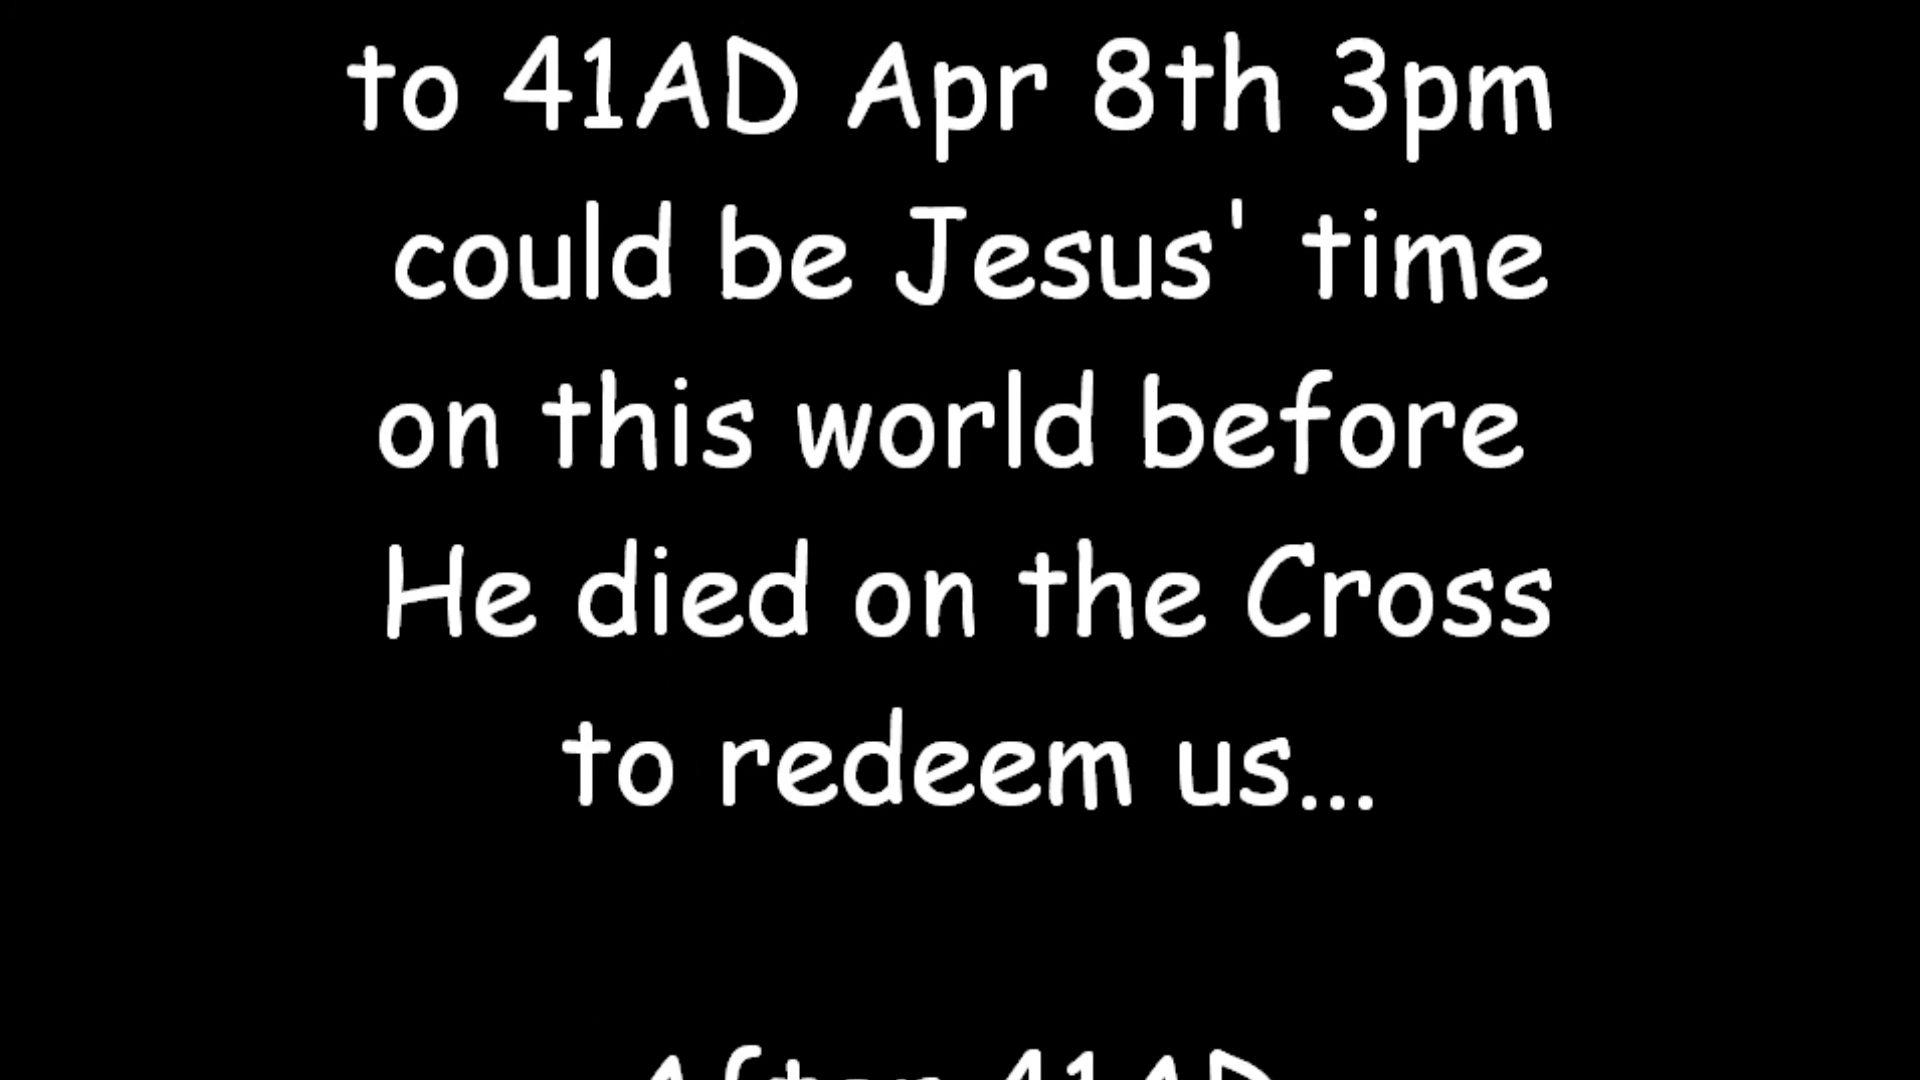 to 41AD Apr 8th 3pm
could be Jesus' time
on this world before
He died on the Cross
to redeem us...
After 41AD